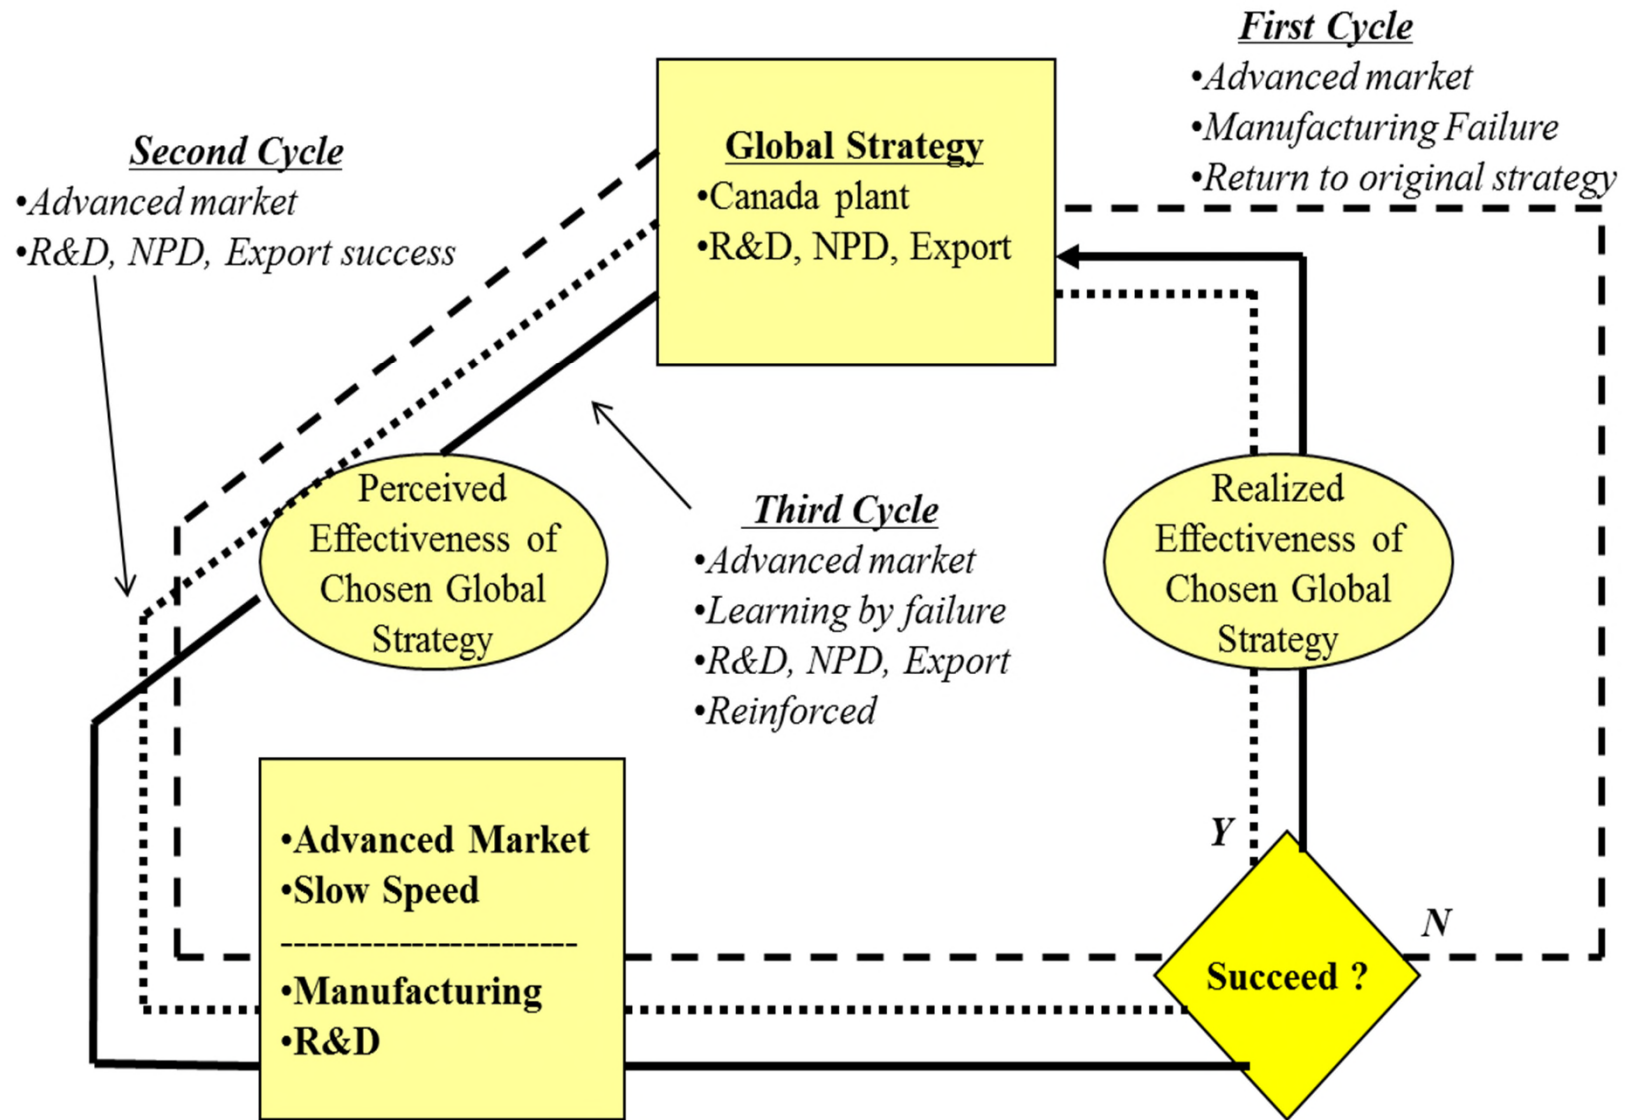 First Cycle
•Advanced market
•Manufacturing Failure
•Return to original strategy
Second Cycle
•Advanced market
•R&D, NPD, Export success
Global Strategy
•Canada plant
•R&D, NPD, Export
Perceived
Effectiveness of
Chosen Global
Strategy
Third Cycle
•Advanced market
•Learning by failure
•R&D, NPD, Export
•Reinforced
Realized
Effectiveness of
Chosen Global
Strategy
•Advanced Market
•Slow Speed
----------------------
•Manufacturing
•R&D
Y
N
Succeed ?